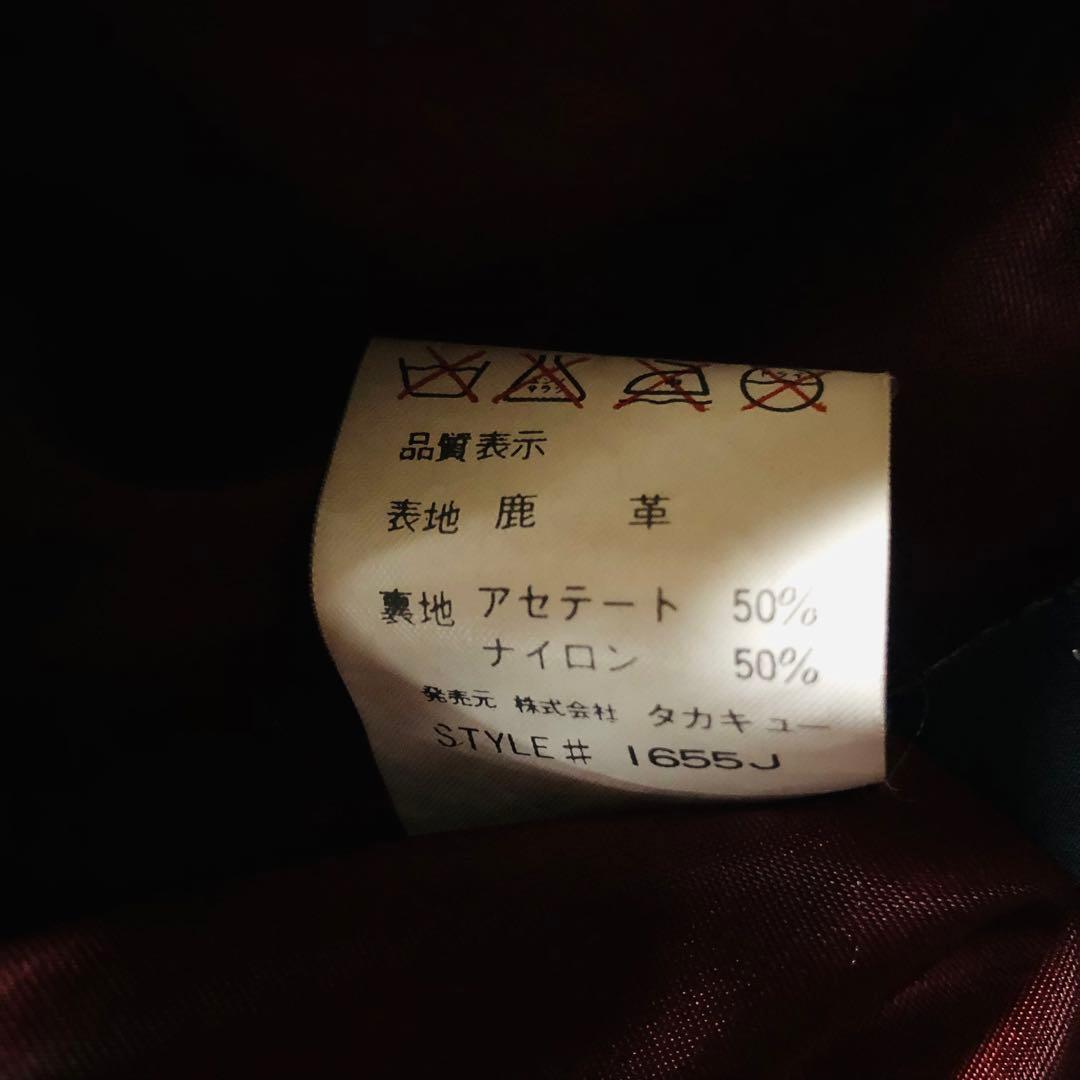 品質表示
表地 鹿 革
裏地 アセテート 50%
ナイロン 50%
発売元 株式会社 タカキュー
STYLE# 1655J